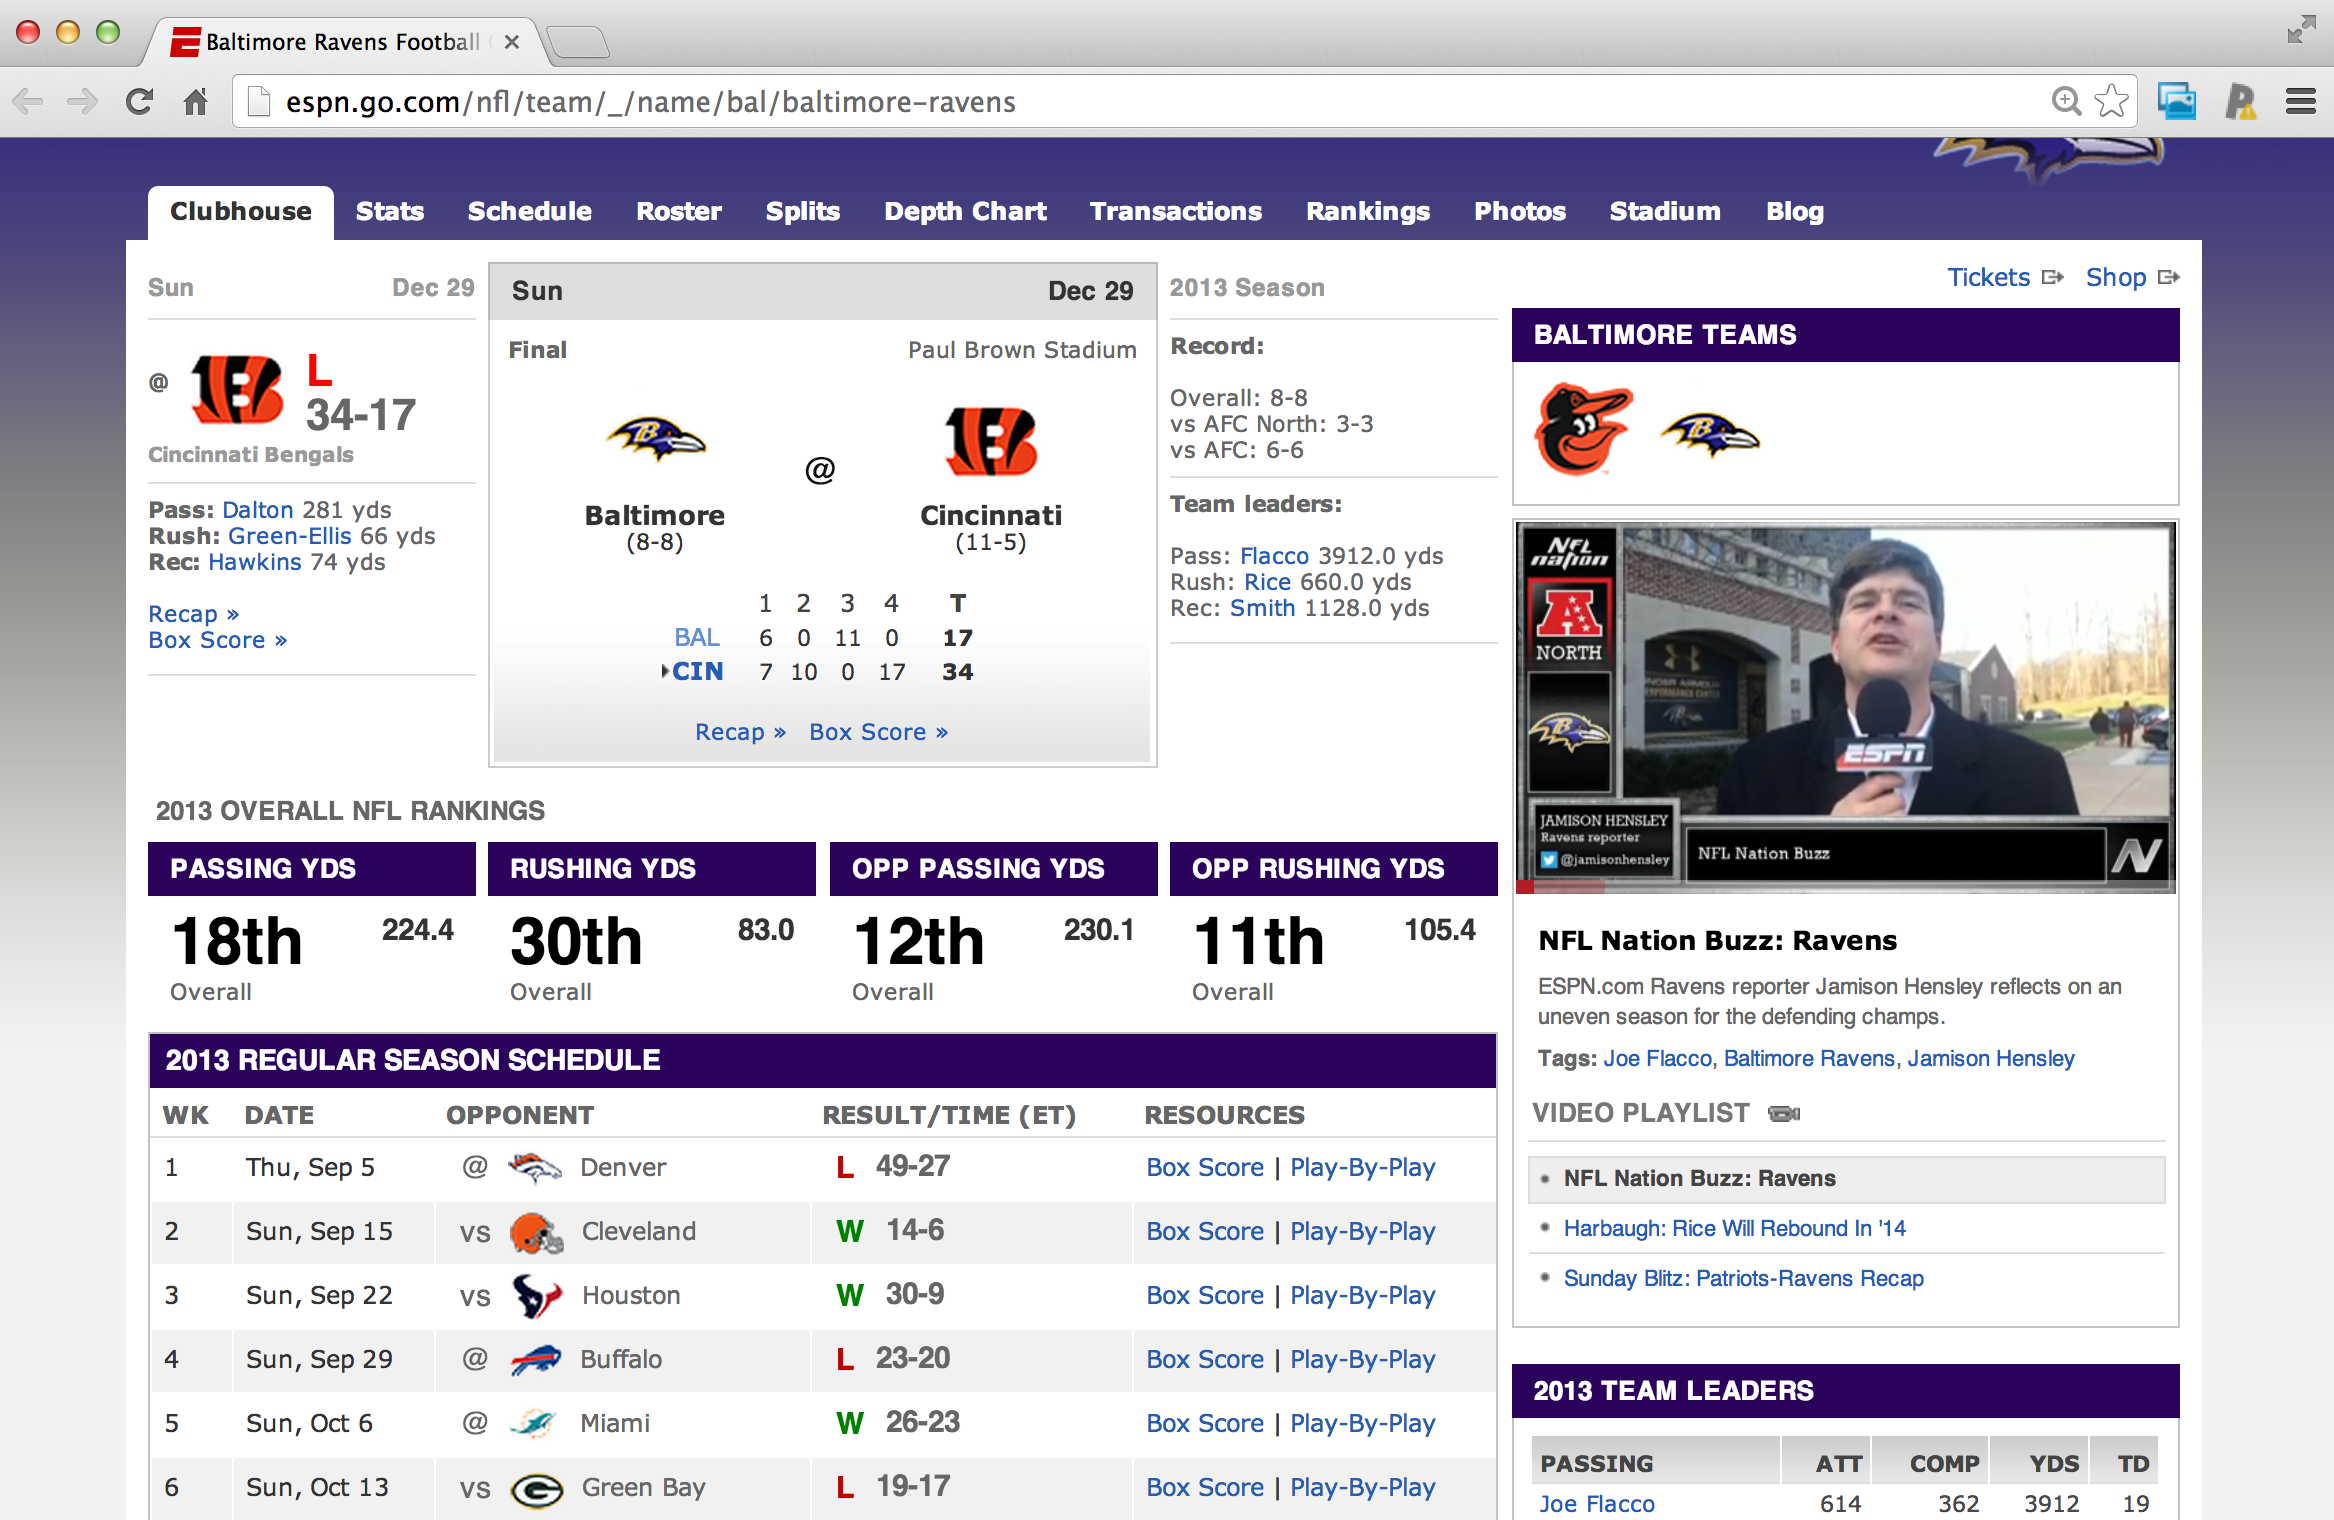 Baltimore Ravens Football
espn.go.com/nfl/team/_/name/bal/baltimore-ravens
Clubhouse Stats Schedule Roster Splits Depth Chart Transactions Rankings Photos Stadium Blog
Sun Dec 29
@ L
34-17
Cincinnati Bengals
Pass: Dalton 281 yds
Rush: Green-Ellis 66 yds
Rec: Hawkins 74 yds
Recap »
Box Score »
Sun Dec 29
Final Paul Brown Stadium
@
Baltimore Cincinnati
(8-8) (11-5)
1 2 3 4 T
BAL 6 0 11 0 17
CIN 7 10 0 17 34
Recap » Box Score »
2013 Season
Record:
Overall: 8-8
vs AFC North: 3-3
vs AFC: 6-6
Team leaders:
Pass: Flacco 3912.0 yds
Rush: Rice 660.0 yds
Rec: Smith 1128.0 yds
Tickets Shop
BALTIMORE TEAMS
NFL
nation
NORTH
UNDER ARMOUR
PERFORMANCE CENTER
ESPN
JAMISON HENSLEY
Ravens reporter
@jamisonhensley
NFL Nation Buzz
NFL Nation Buzz: Ravens
ESPN.com Ravens reporter Jamison Hensley reflects on an
uneven season for the defending champs.
Tags: Joe Flacco, Baltimore Ravens, Jamison Hensley
VIDEO PLAYLIST
NFL Nation Buzz: Ravens
Harbaugh: Rice Will Rebound In '14
Sunday Blitz: Patriots-Ravens Recap
2013 OVERALL NFL RANKINGS
PASSING YDS RUSHING YDS OPP PASSING YDS OPP RUSHING YDS
18th 224.4 30th 83.0 12th 230.1 11th 105.4
Overall Overall Overall Overall
2013 REGULAR SEASON SCHEDULE
WK DATE OPPONENT RESULT/TIME (ET) RESOURCES
1 Thu, Sep 5 @ Denver L 49-27 Box Score | Play-By-Play
2 Sun, Sep 15 vs Cleveland W 14-6 Box Score | Play-By-Play
3 Sun, Sep 22 vs Houston W 30-9 Box Score | Play-By-Play
4 Sun, Sep 29 @ Buffalo L 23-20 Box Score | Play-By-Play
5 Sun, Oct 6 @ Miami W 26-23 Box Score | Play-By-Play
6 Sun, Oct 13 vs Green Bay L 19-17 Box Score | Play-By-Play
2013 TEAM LEADERS
PASSING ATT COMP YDS TD
Joe Flacco 614 362 3912 19